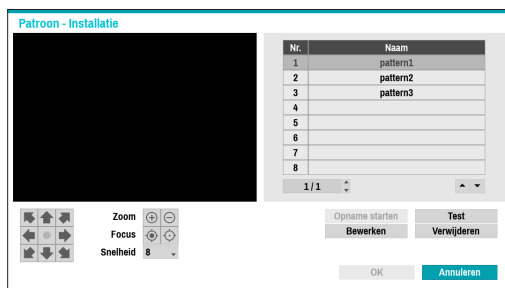 Patroon - Installatie
Nr. Naam
1 pattern1
2 pattern2
3 pattern3
4
5
6
7
8
1 / 1
Zoom
Focus
Snelheid 8
Opname starten Test
Bewerken Verwijderen
OK Annuleren